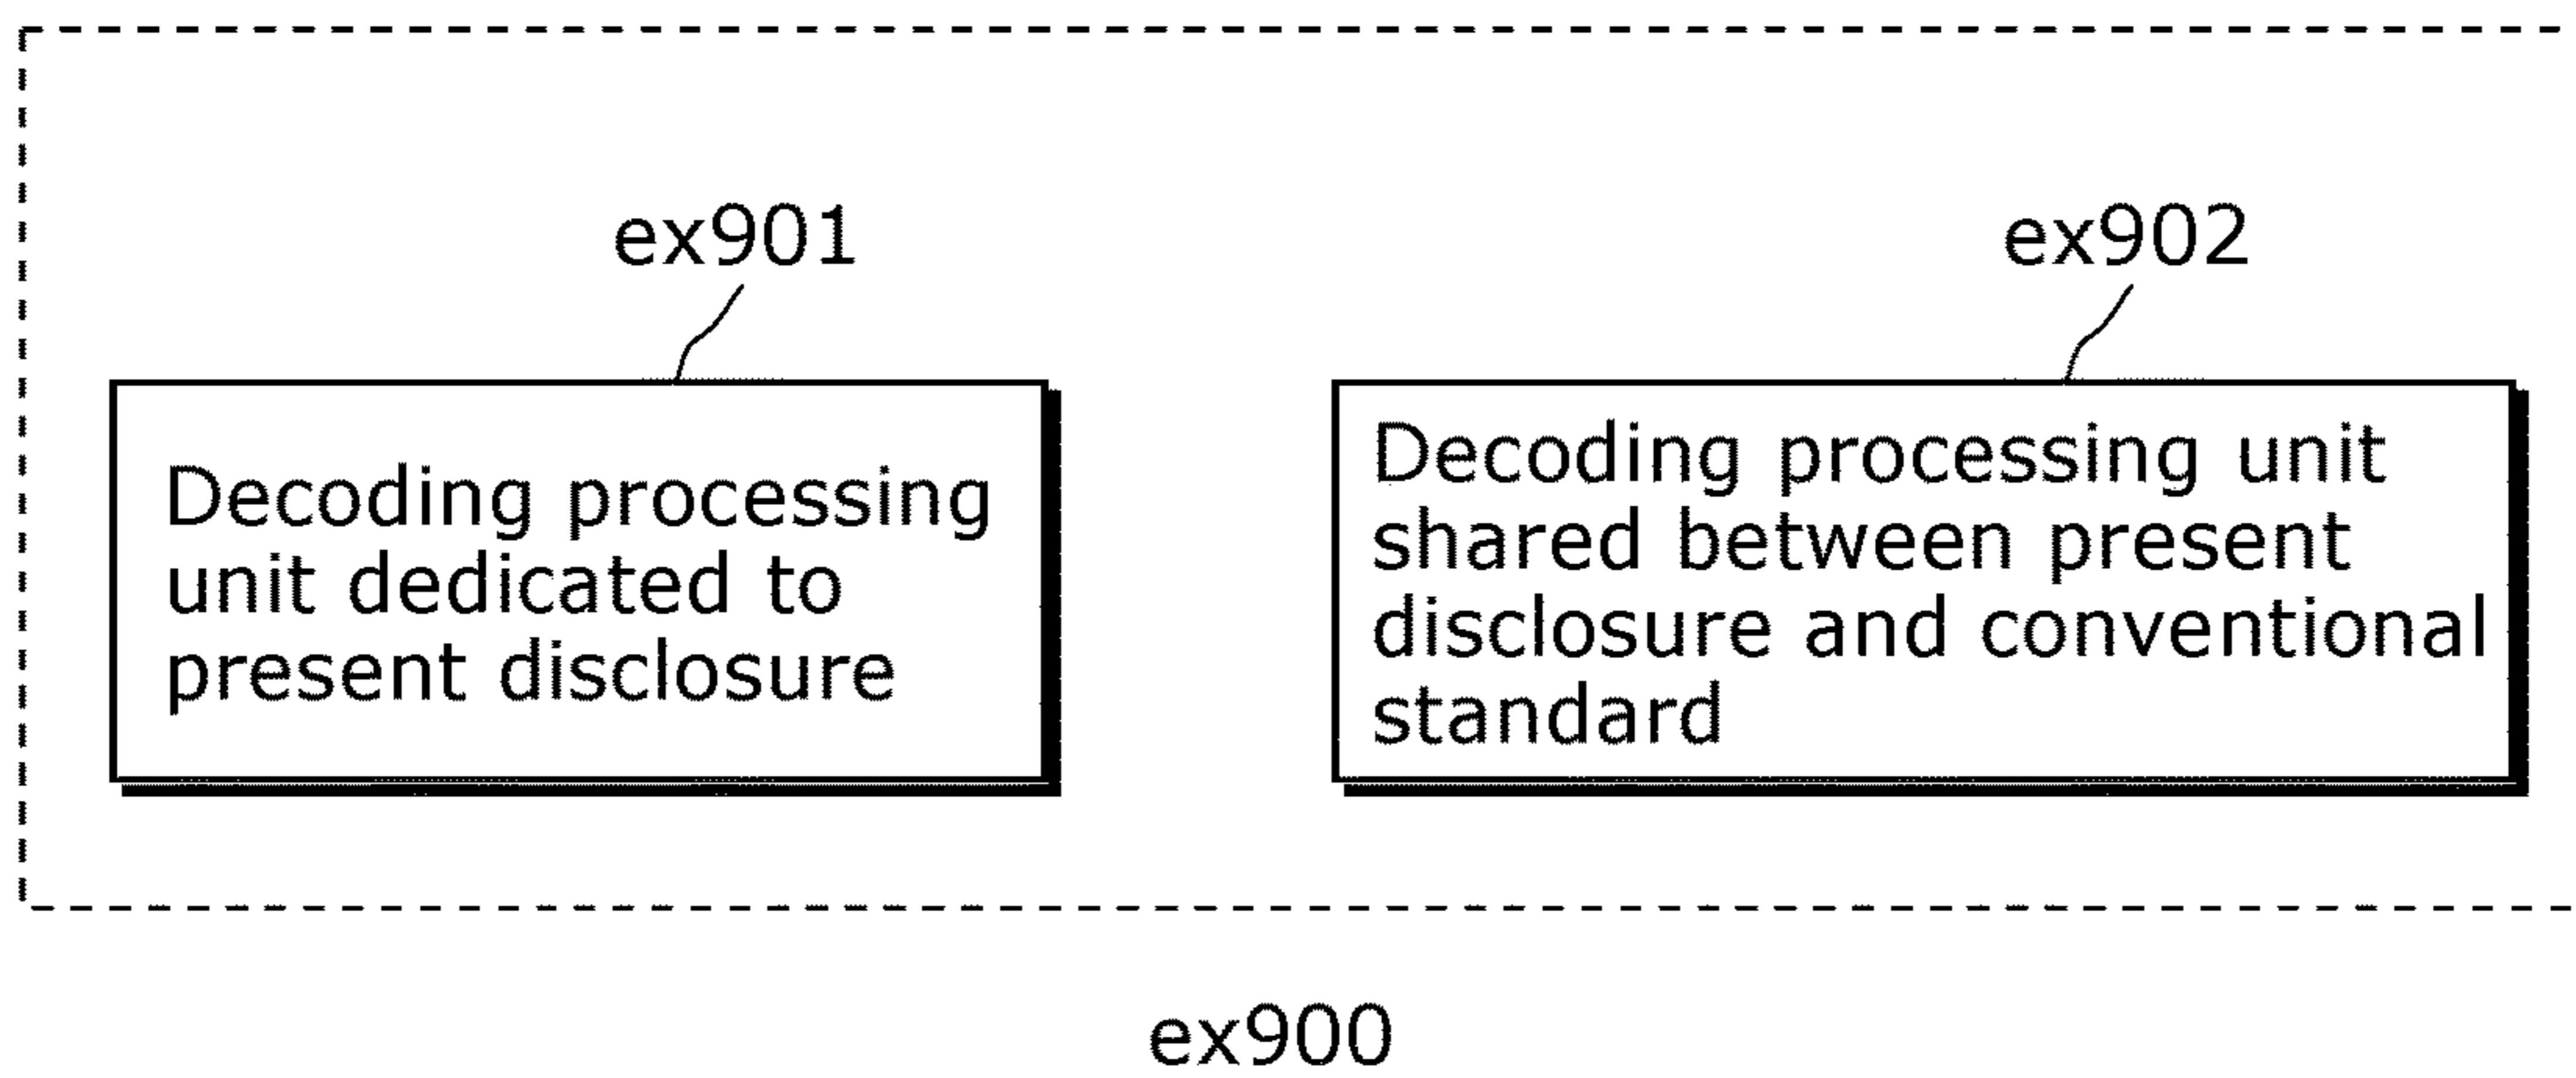 ex901
ex902
Decoding processing
unit dedicated to
present disclosure
Decoding processing unit
shared between present
disclosure and conventional
standard
ex900